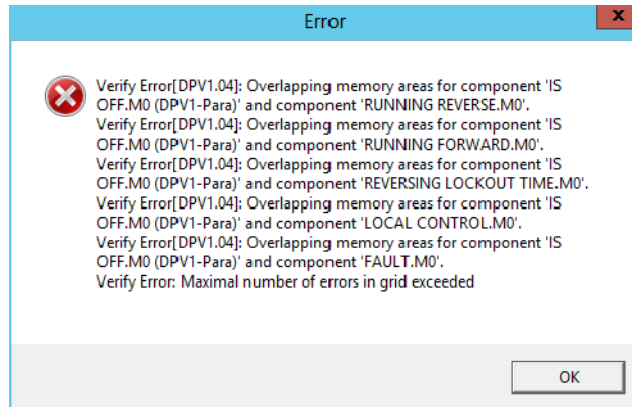 Error
x
Verify Error[DPV1.04]: Overlapping memory areas for component 'IS
OFF.M0 (DPV1-Para)' and component 'RUNNING REVERSE.M0'.
Verify Error[DPV1.04]: Overlapping memory areas for component 'IS
OFF.M0 (DPV1-Para)' and component 'RUNNING FORWARD.M0'.
Verify Error[DPV1.04]: Overlapping memory areas for component 'IS
OFF.M0 (DPV1-Para)' and component 'REVERSING LOCKOUT TIME.M0'.
Verify Error[DPV1.04]: Overlapping memory areas for component 'IS
OFF.M0 (DPV1-Para)' and component 'LOCAL CONTROL.M0'.
Verify Error[DPV1.04]: Overlapping memory areas for component 'IS
OFF.M0 (DPV1-Para)' and component 'FAULT.M0'.
Verify Error: Maximal number of errors in grid exceeded
OK